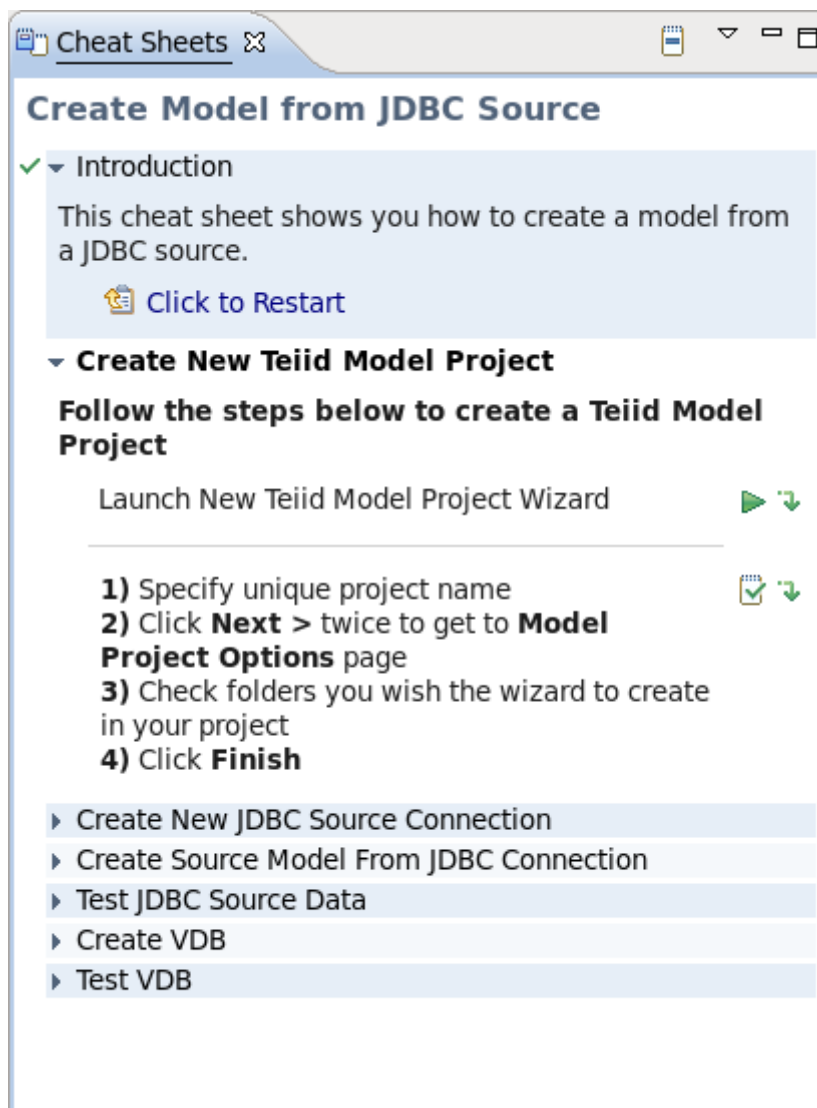 Cheat Sheets
Create Model from JDBC Source
Introduction
This cheat sheet shows you how to create a model from
a JDBC source.
Click to Restart
Create New Teiid Model Project
Follow the steps below to create a Teiid Model
Project
Launch New Teiid Model Project Wizard
1) Specify unique project name
2) Click Next > twice to get to Model
Project Options page
3) Check folders you wish the wizard to create
in your project
4) Click Finish
Create New JDBC Source Connection
Create Source Model From JDBC Connection
Test JDBC Source Data
Create VDB
Test VDB